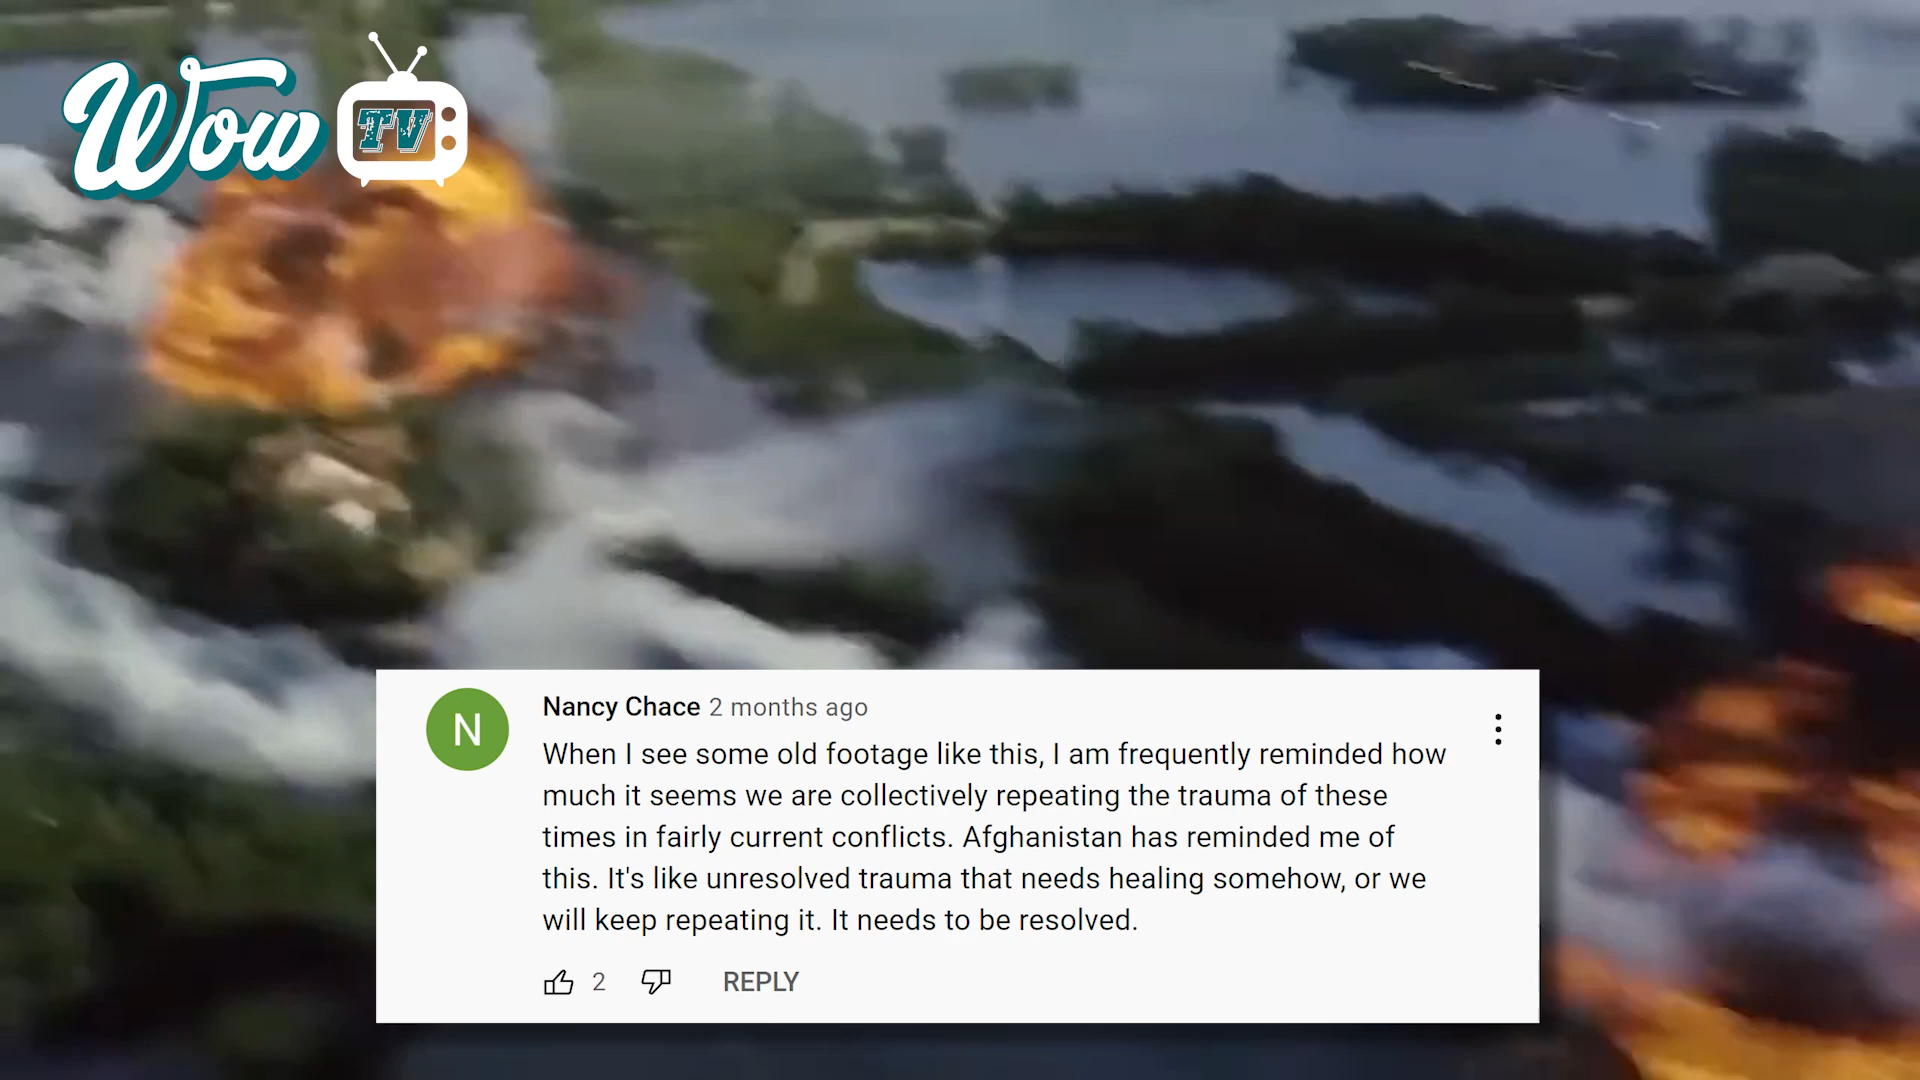 Wow TV
N
Nancy Chace 2 months ago
When I see some old footage like this, I am frequently reminded how
much it seems we are collectively repeating the trauma of these
times in fairly current conflicts. Afghanistan has reminded me of
this. It's like unresolved trauma that needs healing somehow, or we
will keep repeating it. It needs to be resolved.
2 REPLY